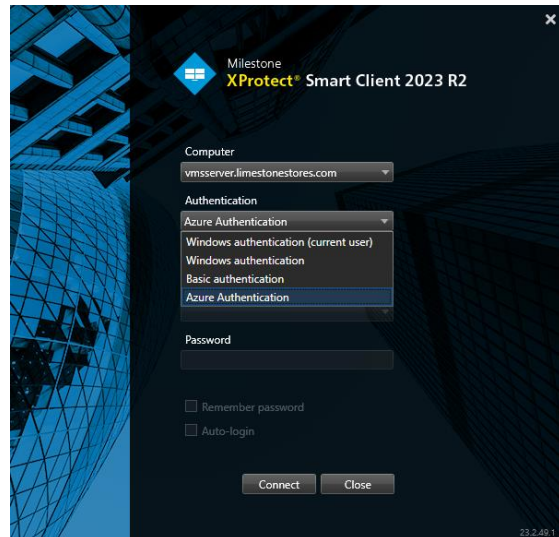 Milestone
XProtect® Smart Client 2023 R2
Computer
vmsserver.limestonestores.com
Authentication
Azure Authentication
Windows authentication (current user)
Windows authentication
Basic authentication
Azure Authentication
Password
Remember password
Auto-login
Connect Close
23.2.49.1